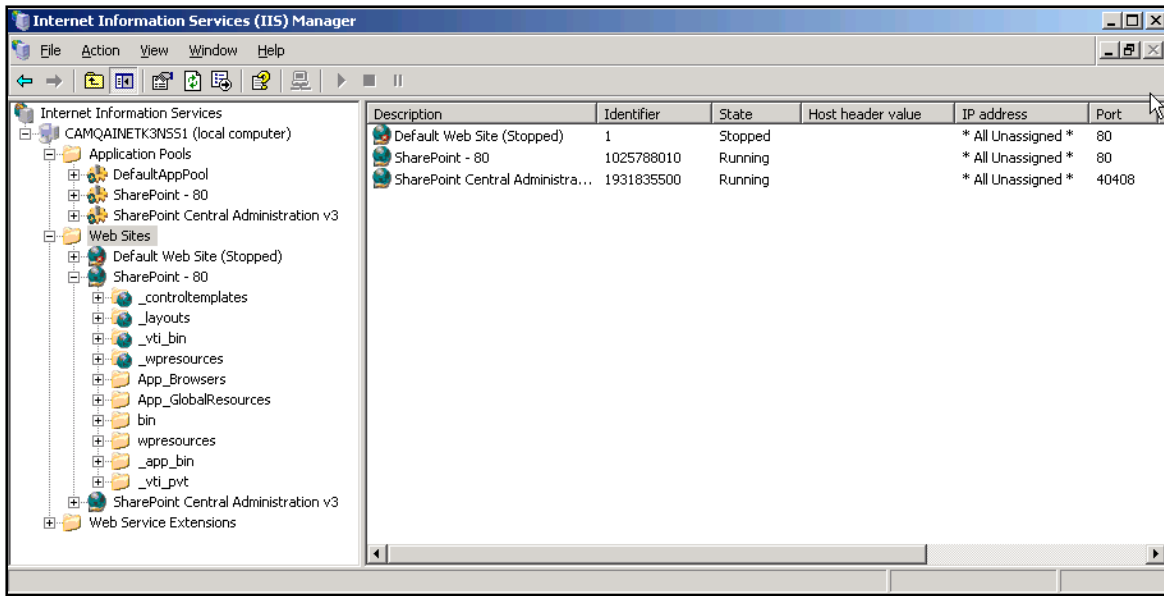 Internet Information Services (IIS) Manager
File Action View Window Help
Internet Information Services
CAMQAINETK3NSS1 (local computer)
Application Pools
DefaultAppPool
SharePoint - 80
SharePoint Central Administration v3
Web Sites
Default Web Site (Stopped)
SharePoint - 80
_controltemplates
_layouts
_vti_bin
_wpresources
App_Browsers
App_GlobalResources
bin
wpresources
_app_bin
_vti_pvt
SharePoint Central Administration v3
Web Service Extensions
Description Identifier State Host header value IP address Port
Default Web Site (Stopped) 1 Stopped * All Unassigned * 80
SharePoint - 80 1025788010 Running * All Unassigned * 80
SharePoint Central Administra... 1931835500 Running * All Unassigned * 40408